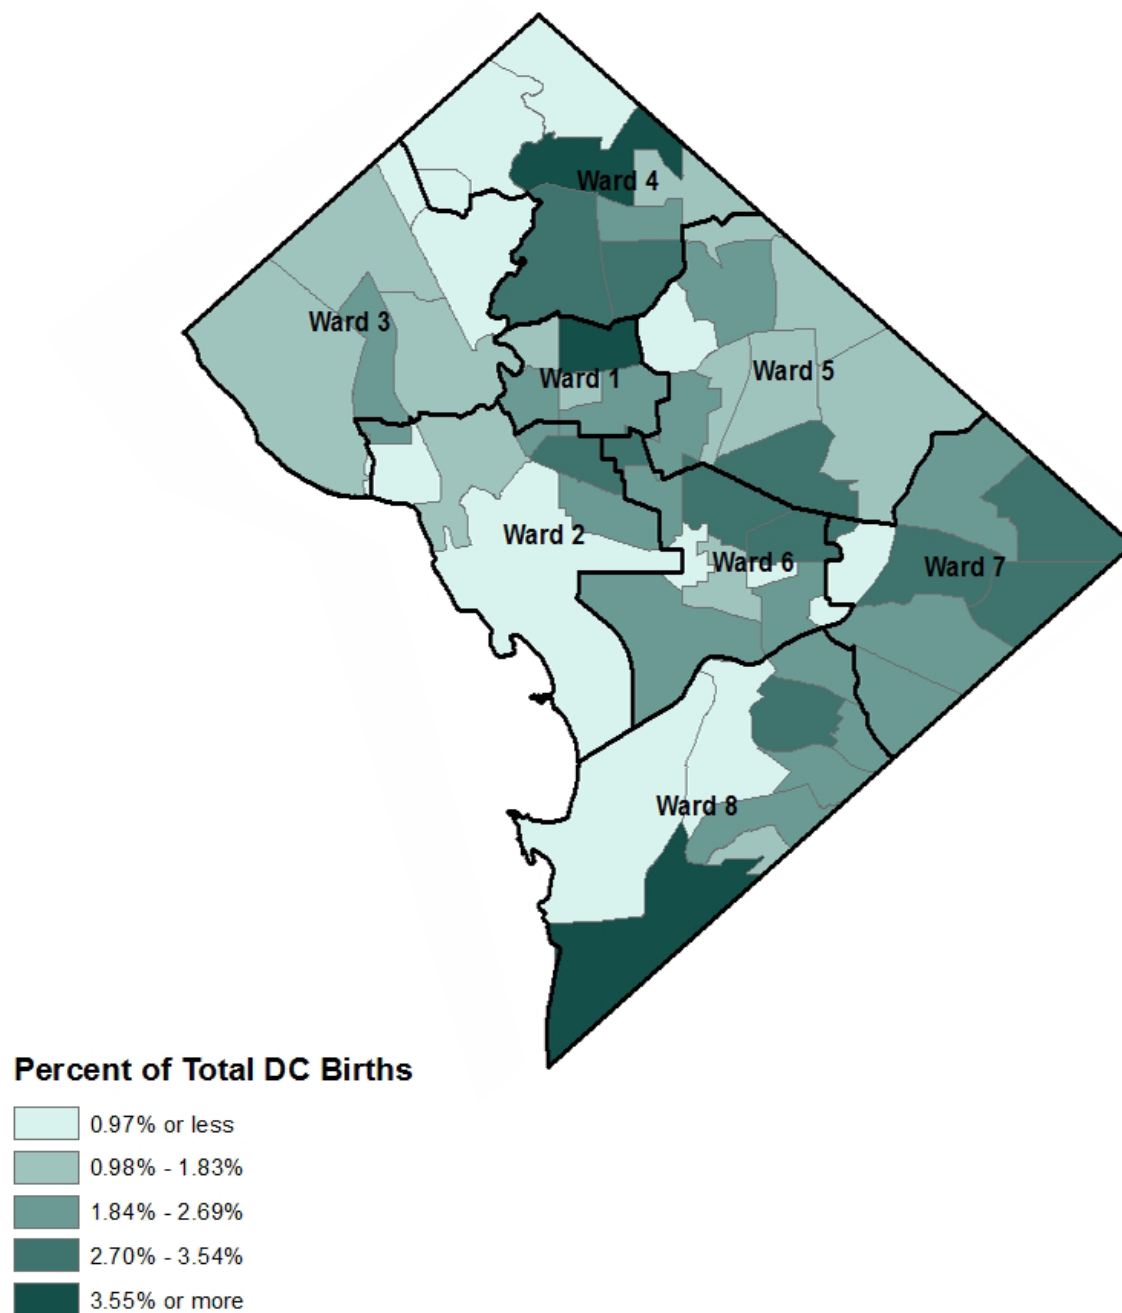 Ward 4
Ward 3
Ward 1
Ward 5
Ward 2
Ward 6
Ward 7
Ward 8
Percent of Total DC Births
0.97% or less
0.98% - 1.83%
1.84% - 2.69%
2.70% - 3.54%
3.55% or more